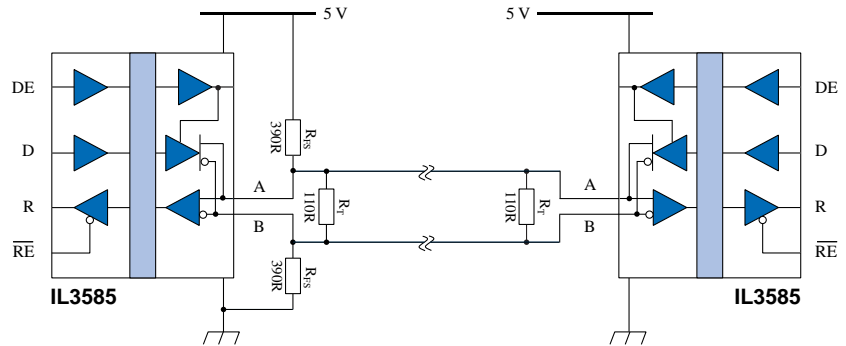 5 V
5 V
DE
D
R
RE
IL3585
R_FS
390R
A
B
R_T
110R
R_FS
390R
R_T
110R
A
B
DE
D
R
RE
IL3585